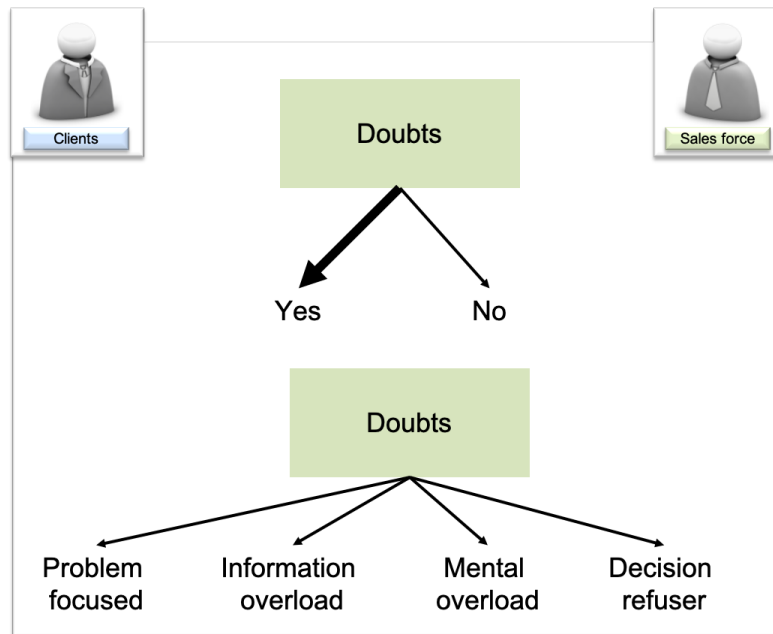 Clients
Sales force
Doubts
Yes
No
Doubts
Problem
focused
Information
overload
Mental
overload
Decision
refuser